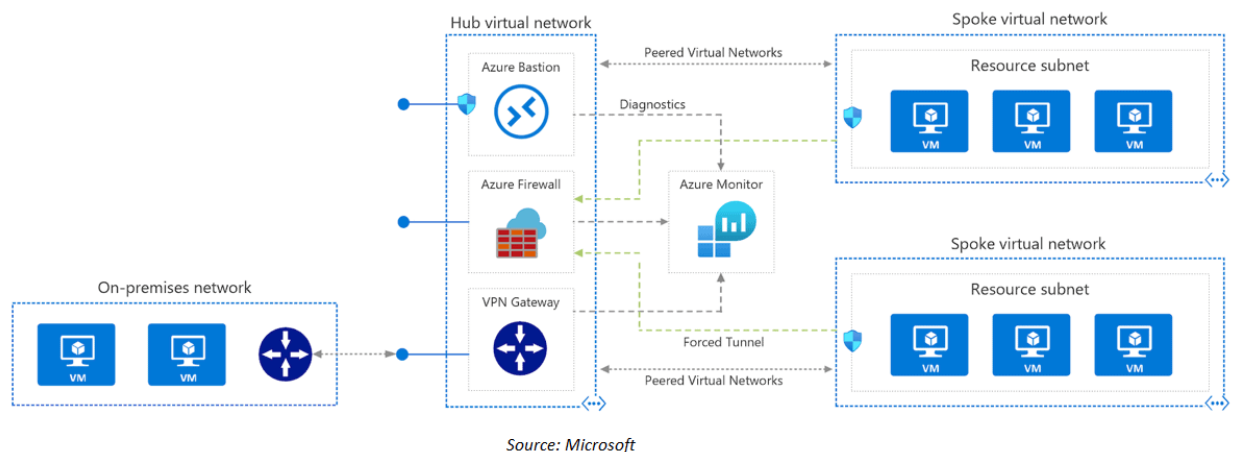 Hub virtual network
Spoke virtual network
Peered Virtual Networks
Azure Bastion
Resource subnet
Diagnostics
VM
VM
VM
Azure Firewall
Azure Monitor
Spoke virtual network
On-premises network
Resource subnet
VPN Gateway
Forced Tunnel
VM
VM
VM
VM
VM
Peered Virtual Networks
Source: Microsoft